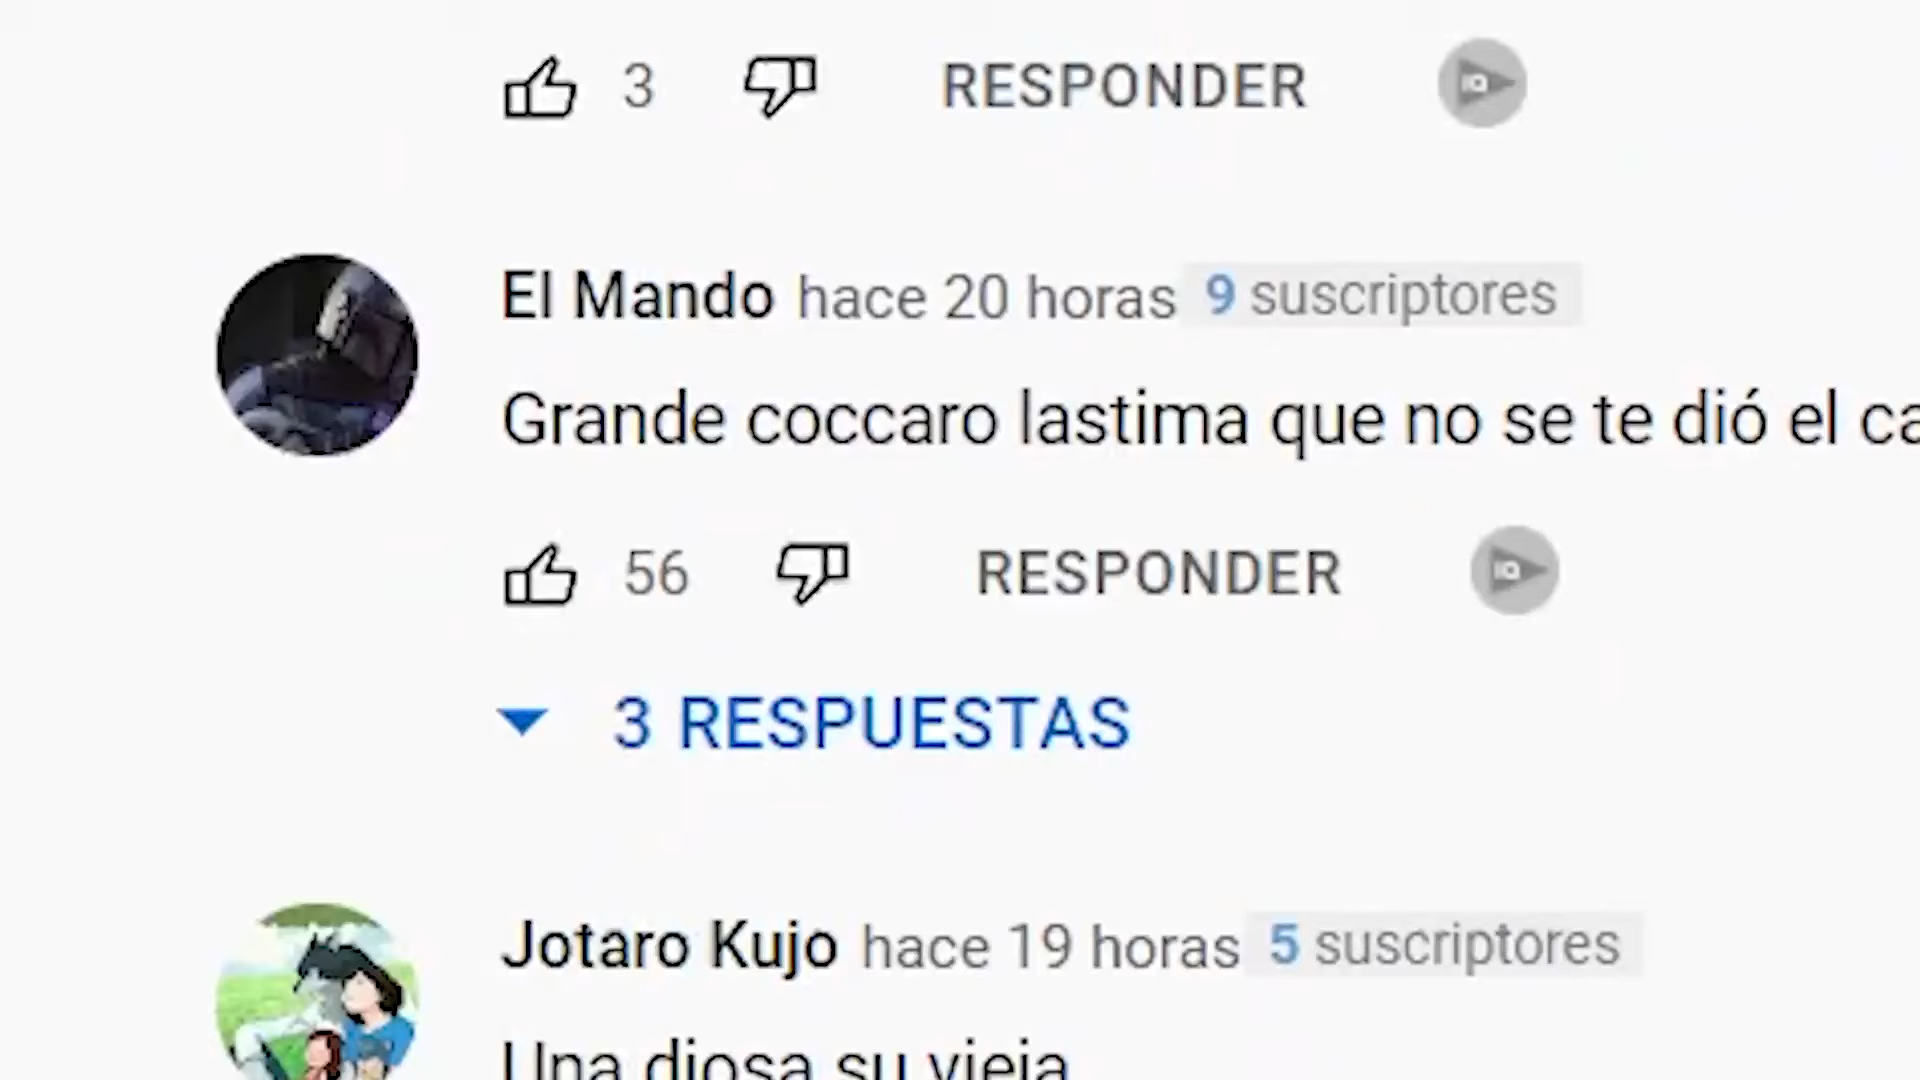 3 RESPONDER
El Mando hace 20 horas 9 suscriptores
Grande coccaro lastima que no se te dió el
56 RESPONDER
3 RESPUESTAS
Jotaro Kujo hace 19 horas 5 suscriptores
Una diosa su vieja